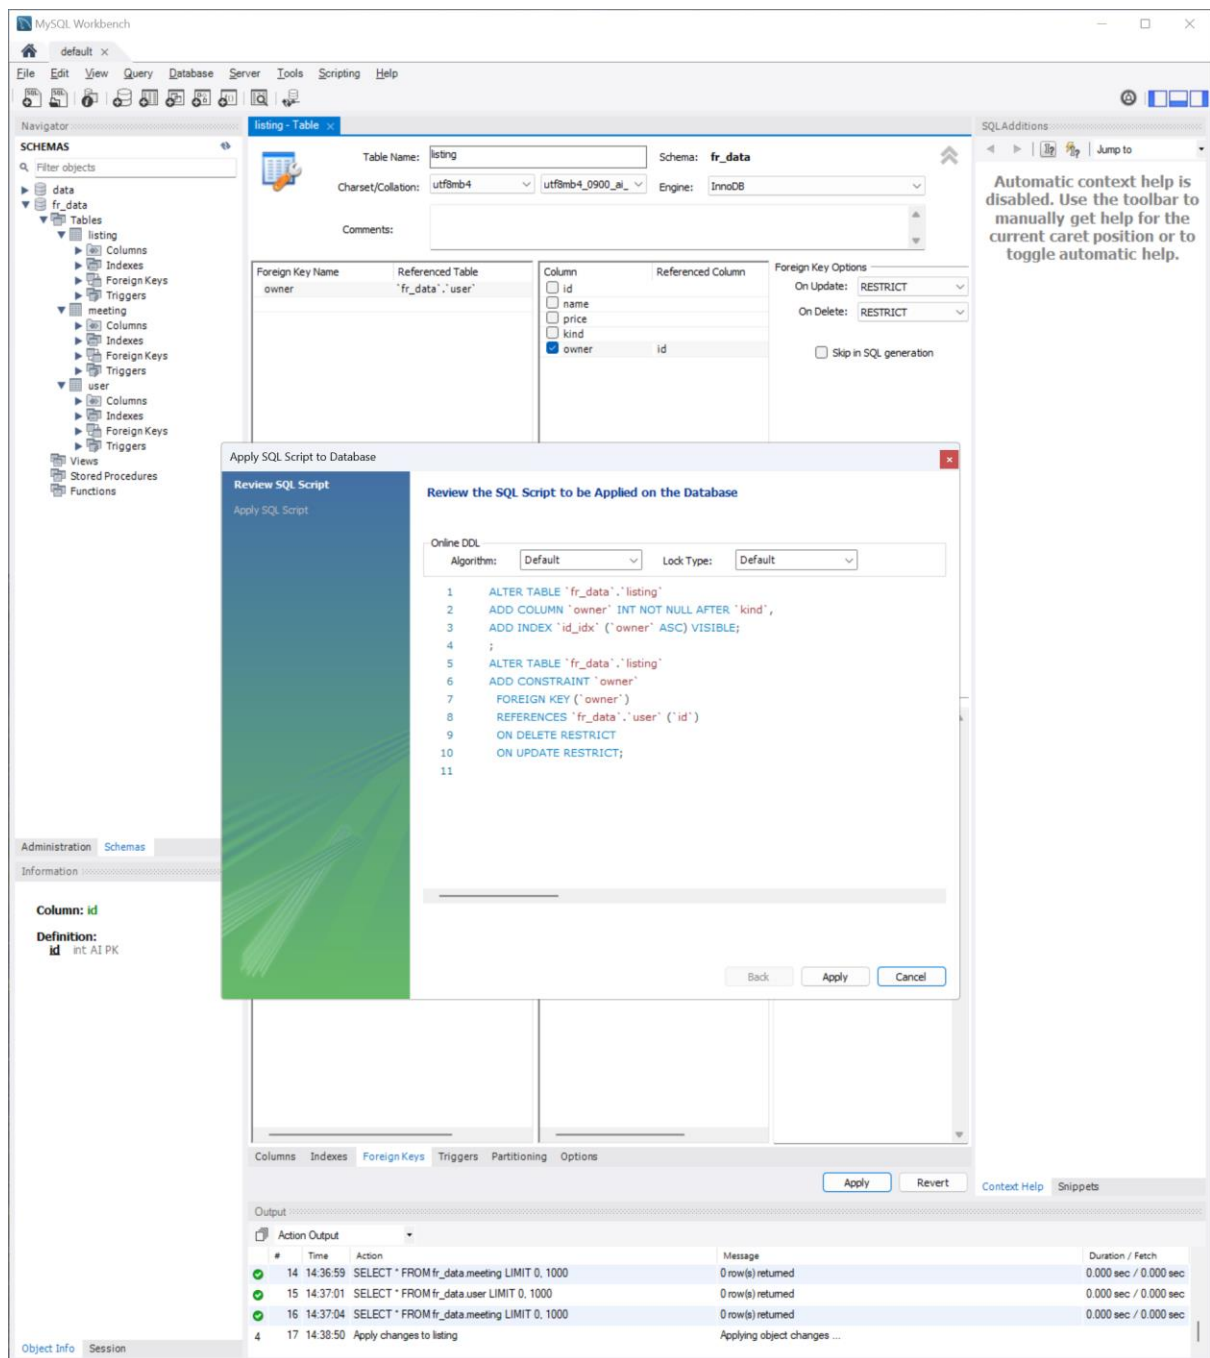 MySQL Workbench
default
File Edit View Query Database Server Tools Scripting Help
Navigator
SCHEMAS
Filter objects
data
fr_data
Tables
listing
Columns
Indexes
Foreign Keys
Triggers
meeting
Columns
Indexes
Foreign Keys
Triggers
user
Columns
Indexes
Foreign Keys
Triggers
Views
Stored Procedures
Functions
Administration Schemas
Information
Column: id
Definition:
id int AI PK
Object Info Session
listing - Table
Table Name: listing Schema: fr_data
Charset/Collation: utf8mb4 utf8mb4_0900_ai_ Engine: InnoDB
Comments:
Foreign Key Name Referenced Table
owner `fr_data`.`user`
Column Referenced Column
id
name
price
kind
owner id
Foreign Key Options
On Update: RESTRICT
On Delete: RESTRICT
Skip in SQL generation
Apply SQL Script to Database
Review SQL Script
Apply SQL Script
Review the SQL Script to be Applied on the Database
Online DDL
Algorithm: Default Lock Type: Default
1 ALTER TABLE `fr_data`.`listing`
2 ADD COLUMN `owner` INT NOT NULL AFTER `kind`,
3 ADD INDEX `id_idx` (`owner` ASC) VISIBLE;
4 ;
5 ALTER TABLE `fr_data`.`listing`
6 ADD CONSTRAINT `owner`
7 FOREIGN KEY (`owner`)
8 REFERENCES `fr_data`.`user` (`id`)
9 ON DELETE RESTRICT
10 ON UPDATE RESTRICT;
11
Back Apply Cancel
Columns Indexes Foreign Keys Triggers Partitioning Options
Apply Revert
SQLAdditions
Jump to
Automatic context help is
disabled. Use the toolbar to
manually get help for the
current caret position or to
toggle automatic help.
Context Help Snippets
Output
Action Output
# Time Action Message Duration / Fetch
14 14:36:59 SELECT * FROM fr_data.meeting LIMIT 0, 1000 0 row(s) returned 0.000 sec / 0.000 sec
15 14:37:01 SELECT * FROM fr_data.user LIMIT 0, 1000 0 row(s) returned 0.000 sec / 0.000 sec
16 14:37:04 SELECT * FROM fr_data.meeting LIMIT 0, 1000 0 row(s) returned 0.000 sec / 0.000 sec
4 17 14:38:50 Apply changes to listing Applying object changes ...